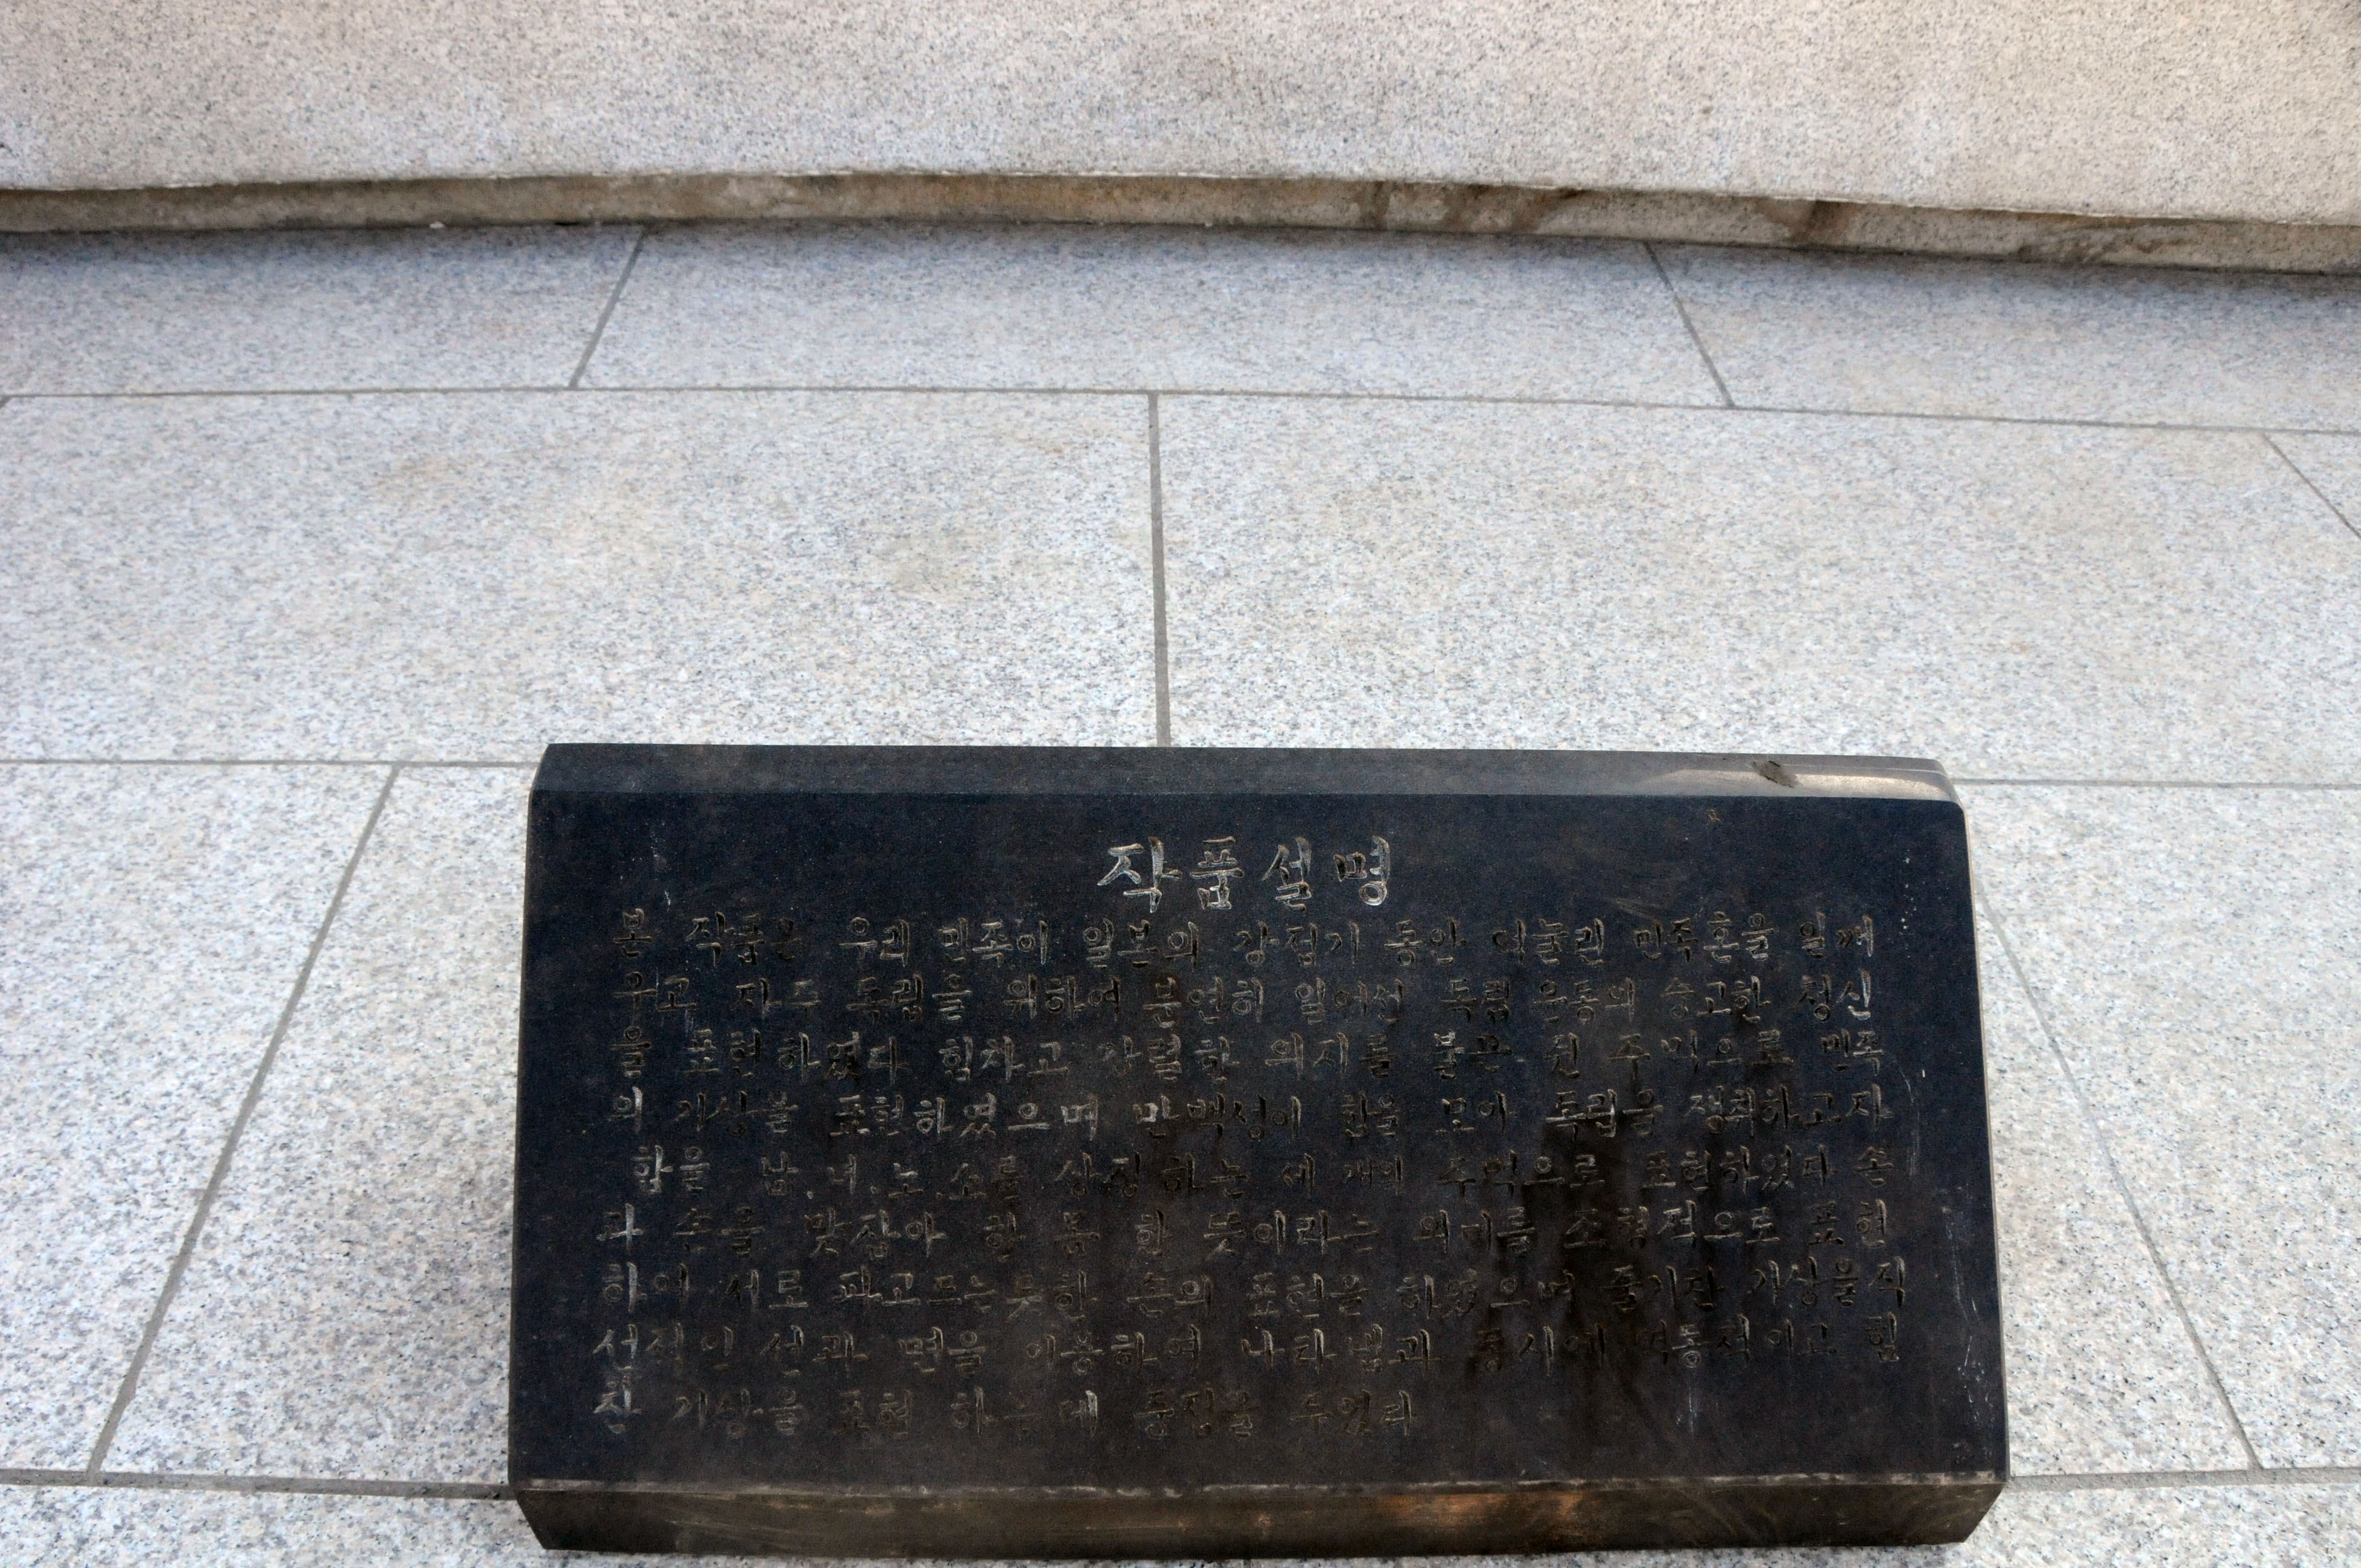 작품설명
본 작품은 우리 민족이 일본의 강점기 동안 억눌린 민족혼을 일깨
우고 자주 독립을 위하여 분연히 일어선 독립운동의 숭고한 정신
을 표현하였다 힘차고 강렬한 의지를 불끈 쥔 주먹으로 민족
의 기상을 표현하였으며 만백성이 힘을 모아 독립을 쟁취하고자
함을 남.녀.노.소를 상징하는 세 개의 주먹으로 표현하였다 손
과 손을 맞잡아 한 몸 한 뜻이라는 의미를 조형적으로 표현
하여 서로 파고드는듯한 손의 표현을 하였으며 줄기찬 기상을 직
선적인 선과 면을 이용하여 나타냄과 동시에 역동적이고 힘
찬 기상을 표현 하는데 중점을 두었다